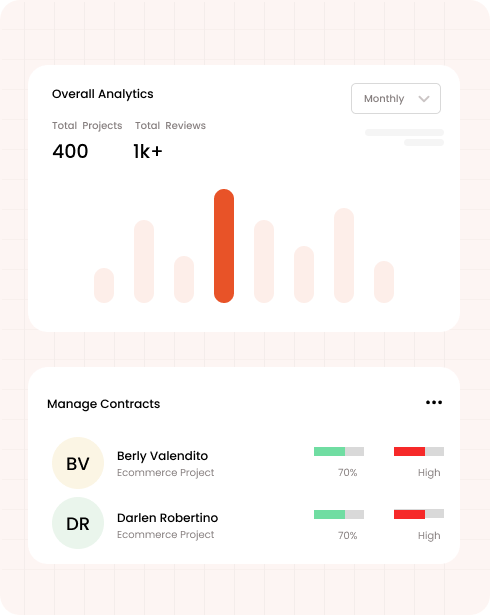 Overall Analytics
Monthly
Total Projects Total Reviews
400 1k+
Manage Contracts
BV
Berly Valendito
Ecommerce Project
70%
High
DR
Darlen Robertino
Ecommerce Project
70%
High